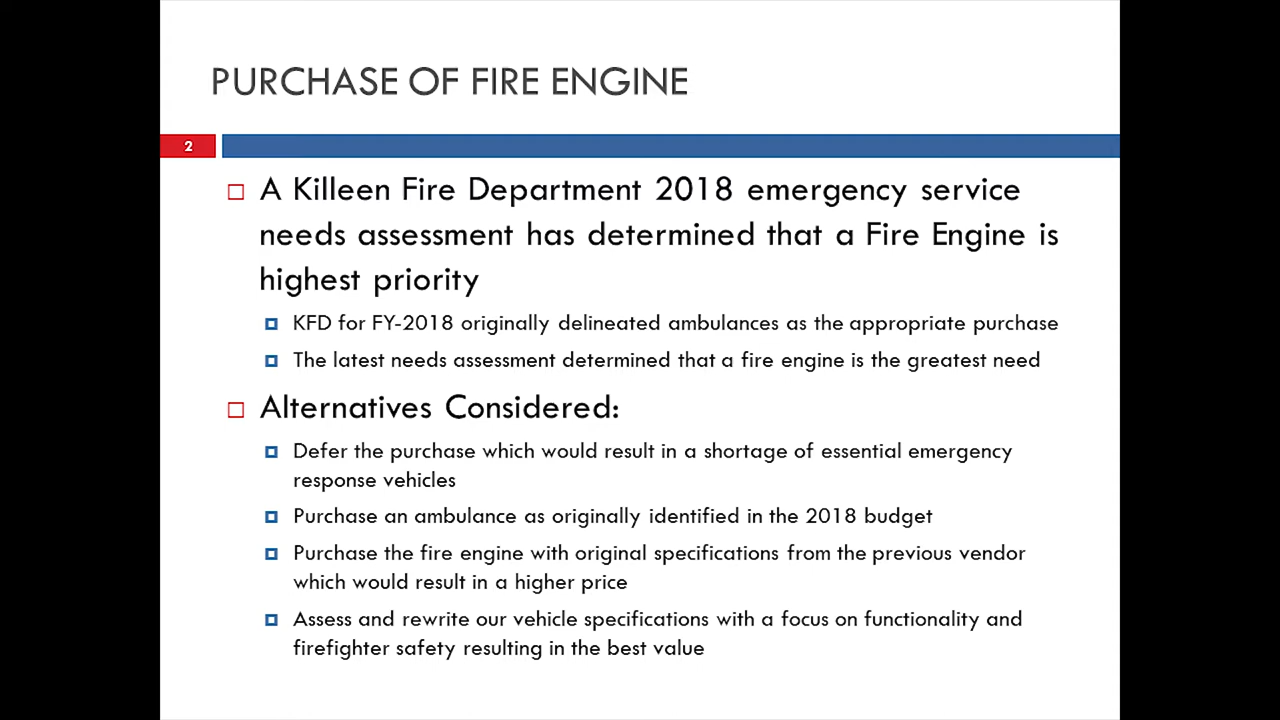 PURCHASE OF FIRE ENGINE
2
A Killeen Fire Department 2018 emergency service
needs assessment has determined that a Fire Engine is
highest priority
KFD for FY-2018 originally delineated ambulances as the appropriate purchase
The latest needs assessment determined that a fire engine is the greatest need
Alternatives Considered:
Defer the purchase which would result in a shortage of essential emergency
response vehicles
Purchase an ambulance as originally identified in the 2018 budget
Purchase the fire engine with original specifications from the previous vendor
which would result in a higher price
Assess and rewrite our vehicle specifications with a focus on functionality and
firefighter safety resulting in the best value